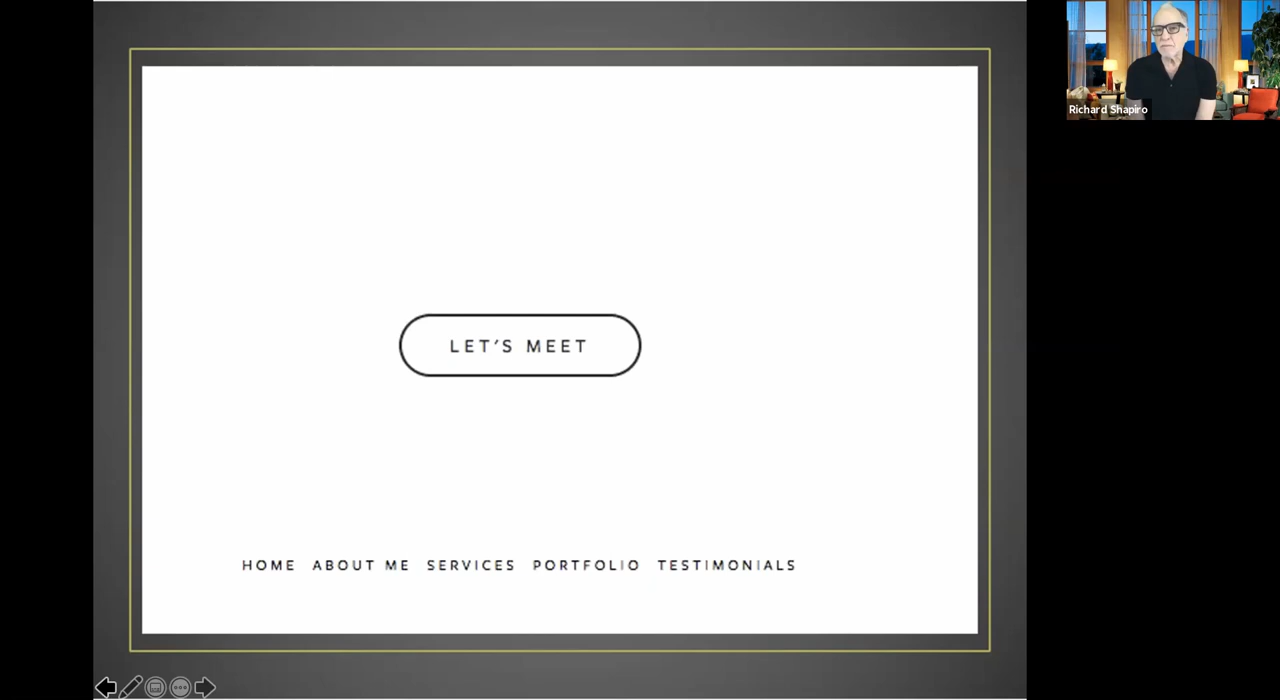 Richard Shapiro
LET'S MEET
HOME ABOUT ME SERVICES PORTFOLIO TESTIMONIALS